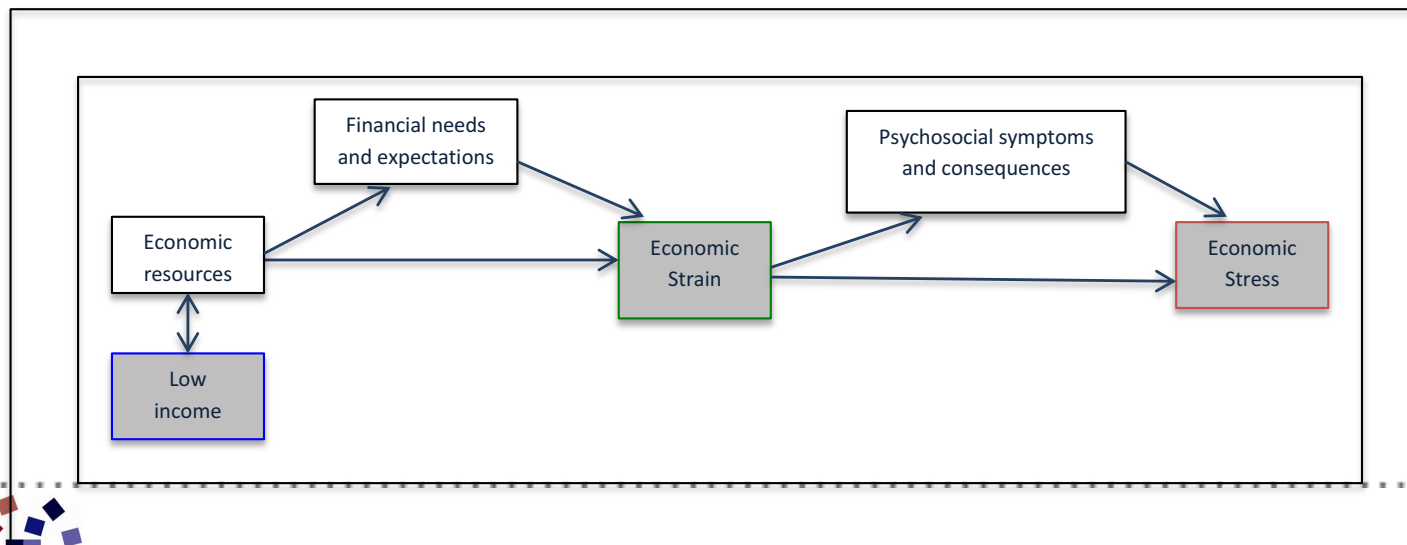 Financial needs
and expectations
Psychosocial symptoms
and consequences
Economic
resources
Economic
Strain
Economic
Stress
Low
income